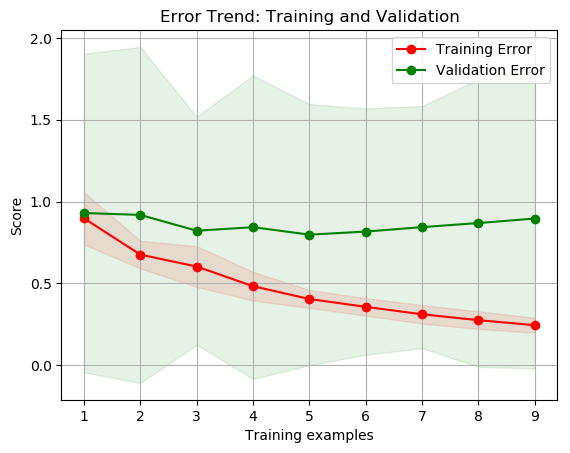 Error Trend: Training and Validation
Training Error
Validation Error
2.0
1.5
1.0
0.5
0.0
Score
1 2 3 4 5 6 7 8 9
Training examples